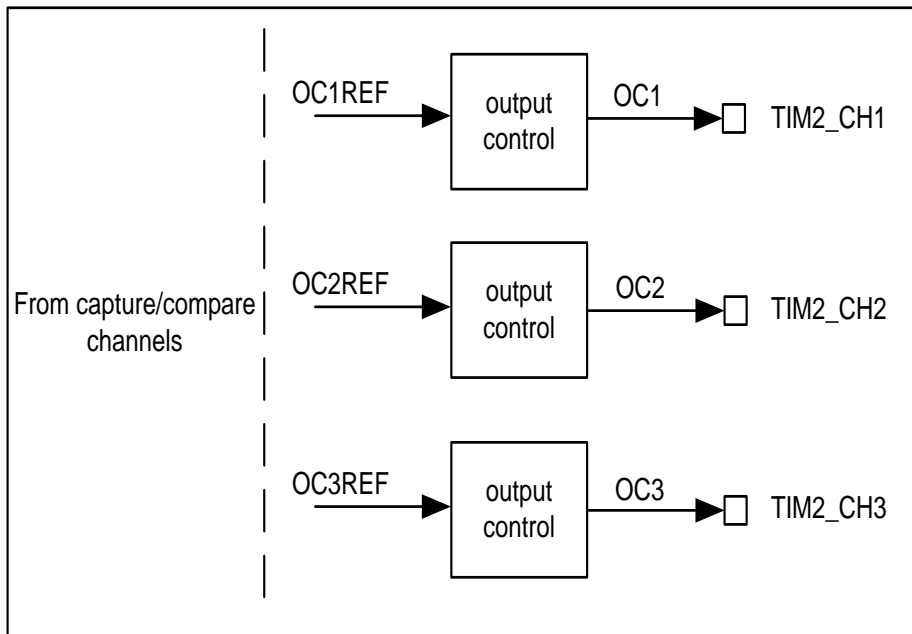 OC1REF
output
control
OC1
TIM2_CH1
From capture/compare
channels
OC2REF
output
control
OC2
TIM2_CH2
OC3REF
output
control
OC3
TIM2_CH3